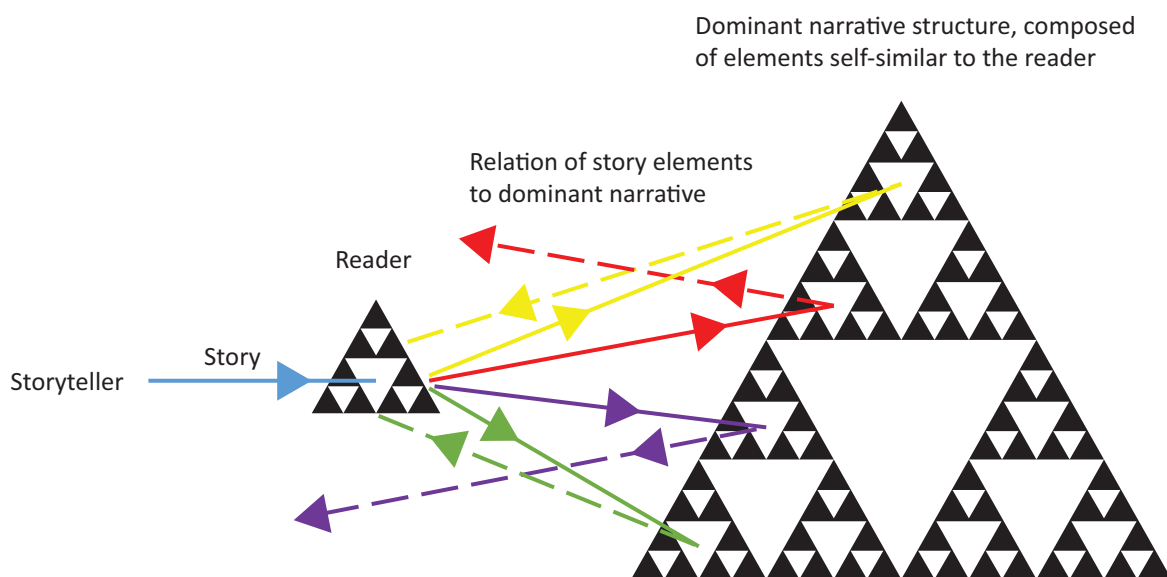 Dominant narrative structure, composed
of elements self-similar to the reader
Relation of story elements
to dominant narrative
Reader
Story
Storyteller